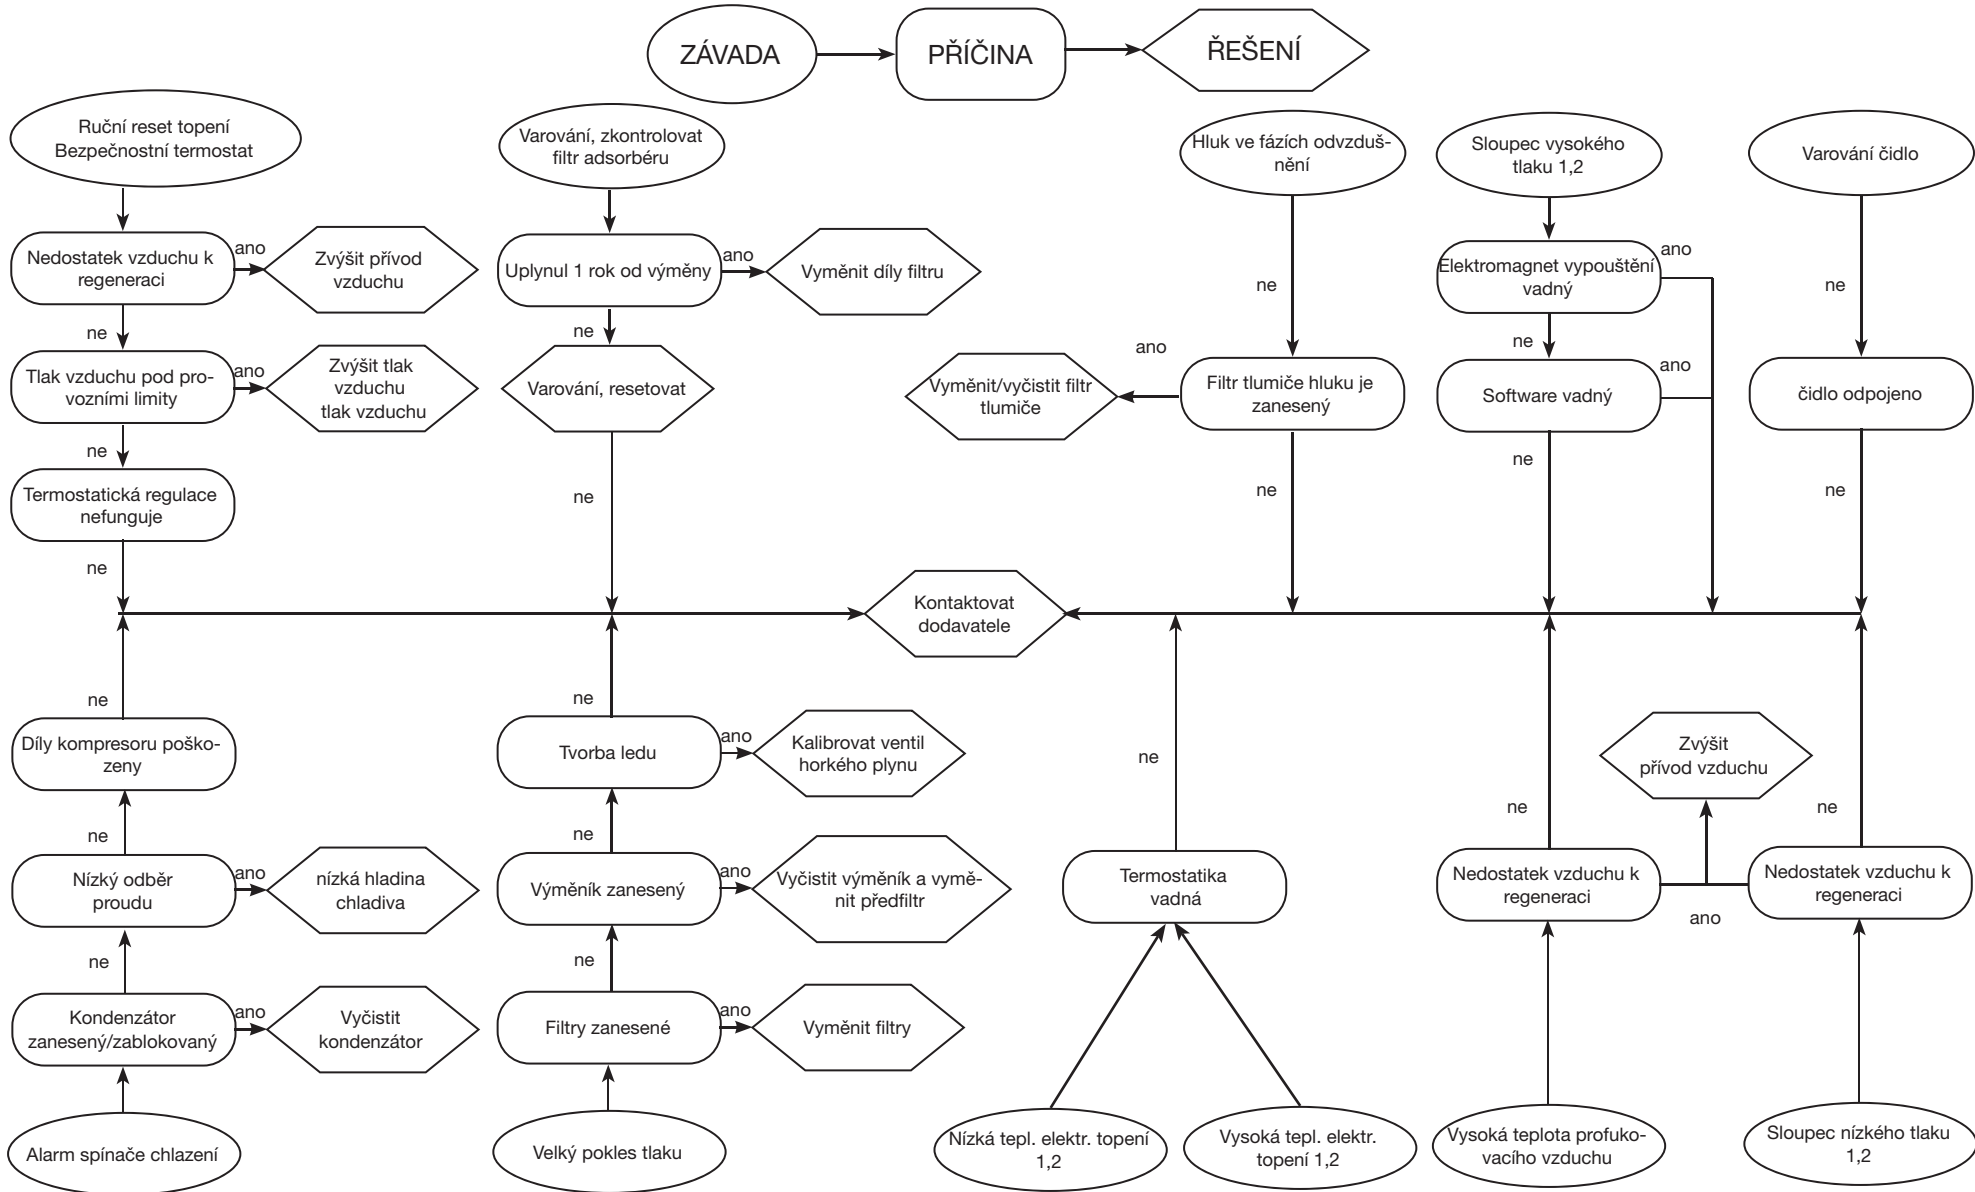 ZÁVADA
PŘÍČINA
ŘEŠENÍ
Ruční reset topení
Bezpečnostní termostat
Nedostatek vzduchu k
regeneraci
ano
Zvýšit přívod
vzduchu
ne
Tlak vzduchu pod pro-
vozními limity
ano
Zvýšit tlak
vzduchu
tlak vzduchu
ne
Termostatická regulace
nefunguje
ne
Varování, zkontrolovat
filtr adsorbéru
Uplynul 1 rok od výměny
ano
Vyměnit díly filtru
ne
Varování, resetovat
ne
Hluk ve fázích odvzduš-
nění
ne
ano
Filtr tlumiče hluku je
zanesený
Vyměnit/vyčistit filtr
tlumiče
ne
Sloupec vysokého
tlaku 1,2
Elektromagnet vypouštění
vadný
ano
ne
Software vadný
ano
ne
Varování čidlo
ne
čidlo odpojeno
ne
Kontaktovat
dodavatele
ne
Díly kompresoru poško-
zeny
ne
Nízký odběr
proudu
ano
nízká hladina
chladiva
ne
Kondenzátor
zanesený/zablokovaný
ano
Vyčistit
kondenzátor
Alarm spínače chlazení
ne
Tvorba ledu
ano
Kalibrovat ventil
horkého plynu
ne
Výměník zanesený
ano
Vyčistit výměník a vymě-
nit předfiltr
ne
Filtry zanesené
ano
Vyměnit filtry
Velký pokles tlaku
ne
Termostatika
vadná
Nízká tepl. elektr. topení
1,2
Vysoká tepl. elektr.
topení 1,2
ne
Nedostatek vzduchu k
regeneraci
Vysoká teplota profuko-
vacího vzduchu
Zvýšit
přívod vzduchu
ano
ne
Nedostatek vzduchu k
regeneraci
Sloupec nízkého tlaku
1,2